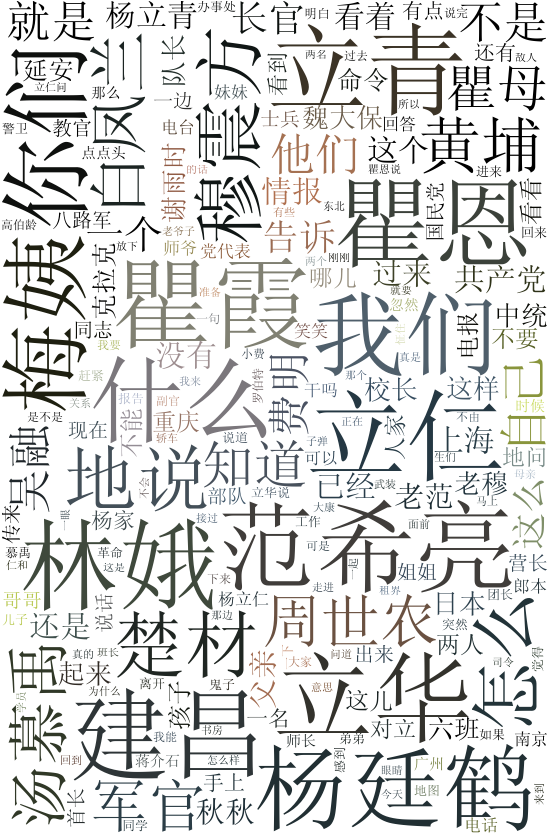 就是
杨立青
办事处
长官
明白
看着
有点
说完
不是
你们
延安
立仁问
那么
白凤兰
队长
妹妹
穆震方
看到
立青
两名
过去
命令
还有
敌人
瞿母
警卫
教官
一边
电台
士兵
魏大保
所以
回答
黄埔
点点头
谢雨时
的话
他们
这个
瞿恩说
进来
梅姨
高伯龄
八路军
一个
老爷子
放下
有些
情报
东北
瞿恩
国民党
看看
回来
克拉克
师爷
党代表
告诉
刚刚
两个
哪儿
过来
共产党
同志
瞿霞
准备
一句
笑笑
我们
就要
忽然
电报
中统
不要
我要
没有
什么
小费
真是
赶紧
关系
报告
我来
费明
罗伯特
干吗
那个
校长
这样
自己
时候
是不是
不能
副官
重庆
轿车
说道
子弹
正在
立仁
人家
不由
上海
吴融
现在
地说
不会
知道
可以
生们
地问
传来
一眼
杨家
部队
立华说
武装
已经
老范
老穆
母亲
这么
慕禹
仁和
革命
这是
林娥
接过
大康
工作
可是
范希亮
面前
马上
营长
郎本
哥哥
儿子
还是
说话
下来
杨立仁
那边
走进
一起
租界
姐姐
日本
团长
突然
楚材
周世农
两人
怎么
觉得
汤慕禹
学员
真的
班长
鬼子
起来
为什么
离开
孩子
父亲
一下
大家
问道
出来
意思
立华
这儿
司令
回到
建昌
我能
书房
一名
弟弟
对立
十六班
如果
南京
首长
蒋介石
怎么样
师长
感到
杨廷鹤
眼睛
广州
来到
军官
同学
手上
秋秋
今天
地图
电话